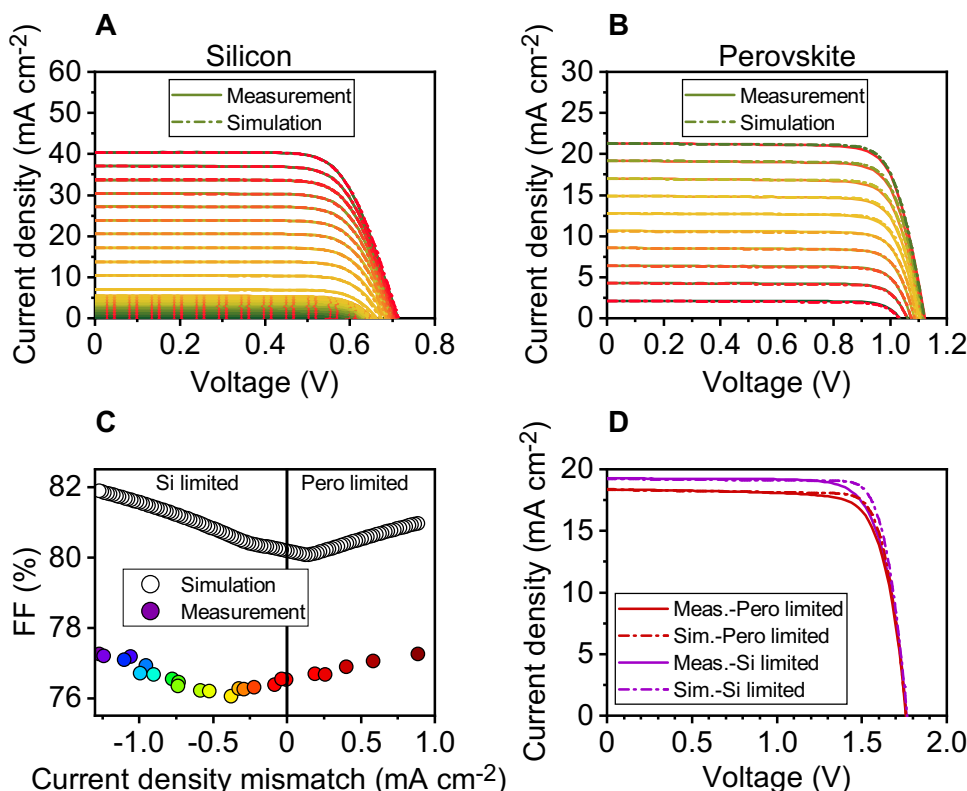 A
Silicon
Current density (mA cm-2)
60
50
40
30
20
10
0
Measurement
Simulation
0 0.2 0.4 0.6 0.8
Voltage (V)
B
Perovskite
Current density (mA cm-2)
30
25
20
15
10
5
0
Measurement
Simulation
0 0.2 0.4 0.6 0.8 1.0 1.2
Voltage (V)
C
FF (%)
82
80
78
76
Si limited Pero limited
Simulation
Measurement
-1.0 -0.5 0 0.5 1.0
Current density mismatch (mA cm-2)
D
Current density (mA cm-2)
20
15
10
5
0
Meas.-Pero limited
Sim.-Pero limited
Meas.-Si limited
Sim.-Si limited
0 0.5 1.0 1.5 2.0
Voltage (V)